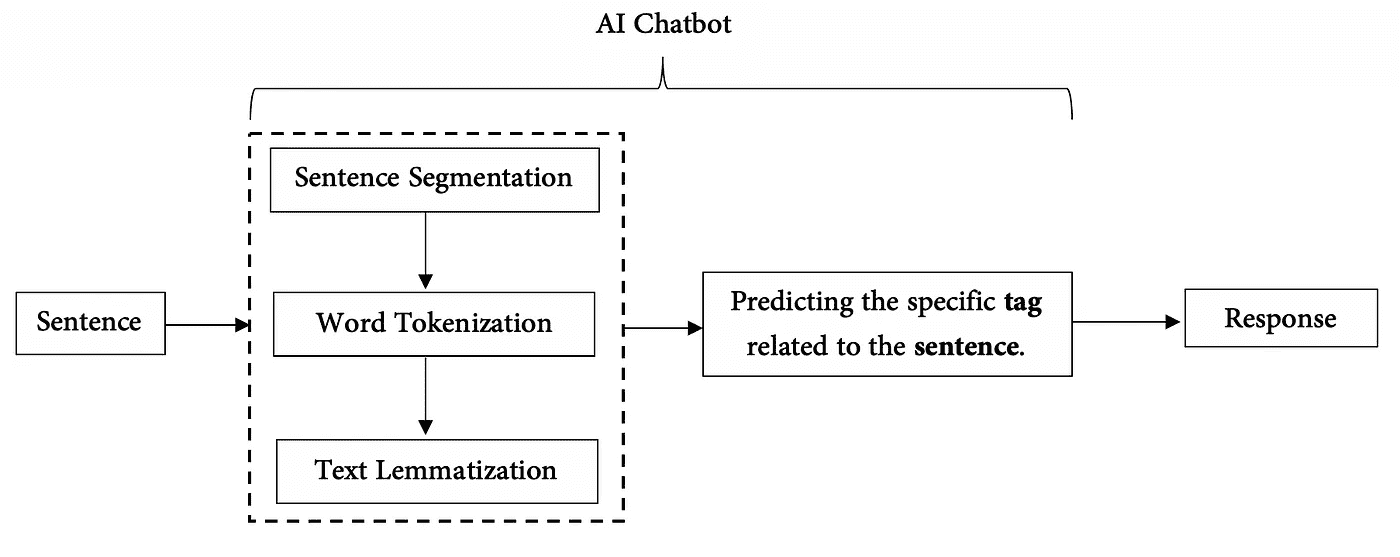 AI Chatbot
Sentence Segmentation
Sentence
Word Tokenization
Text Lemmatization
Predicting the specific tag
related to the sentence.
Response